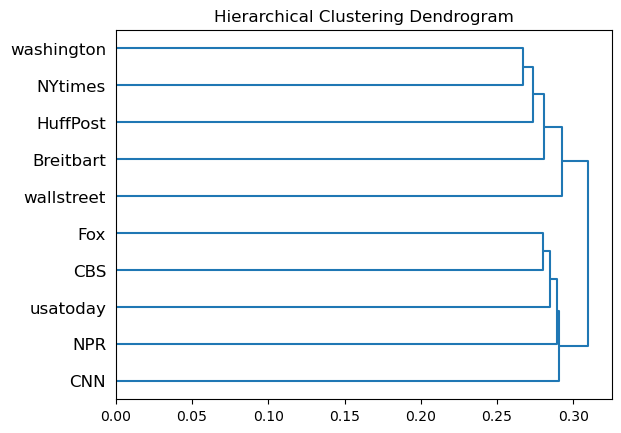 Hierarchical Clustering Dendrogram
washington
NYtimes
HuffPost
Breitbart
wallstreet
Fox
CBS
usatoday
NPR
CNN
0.00 0.05 0.10 0.15 0.20 0.25 0.30